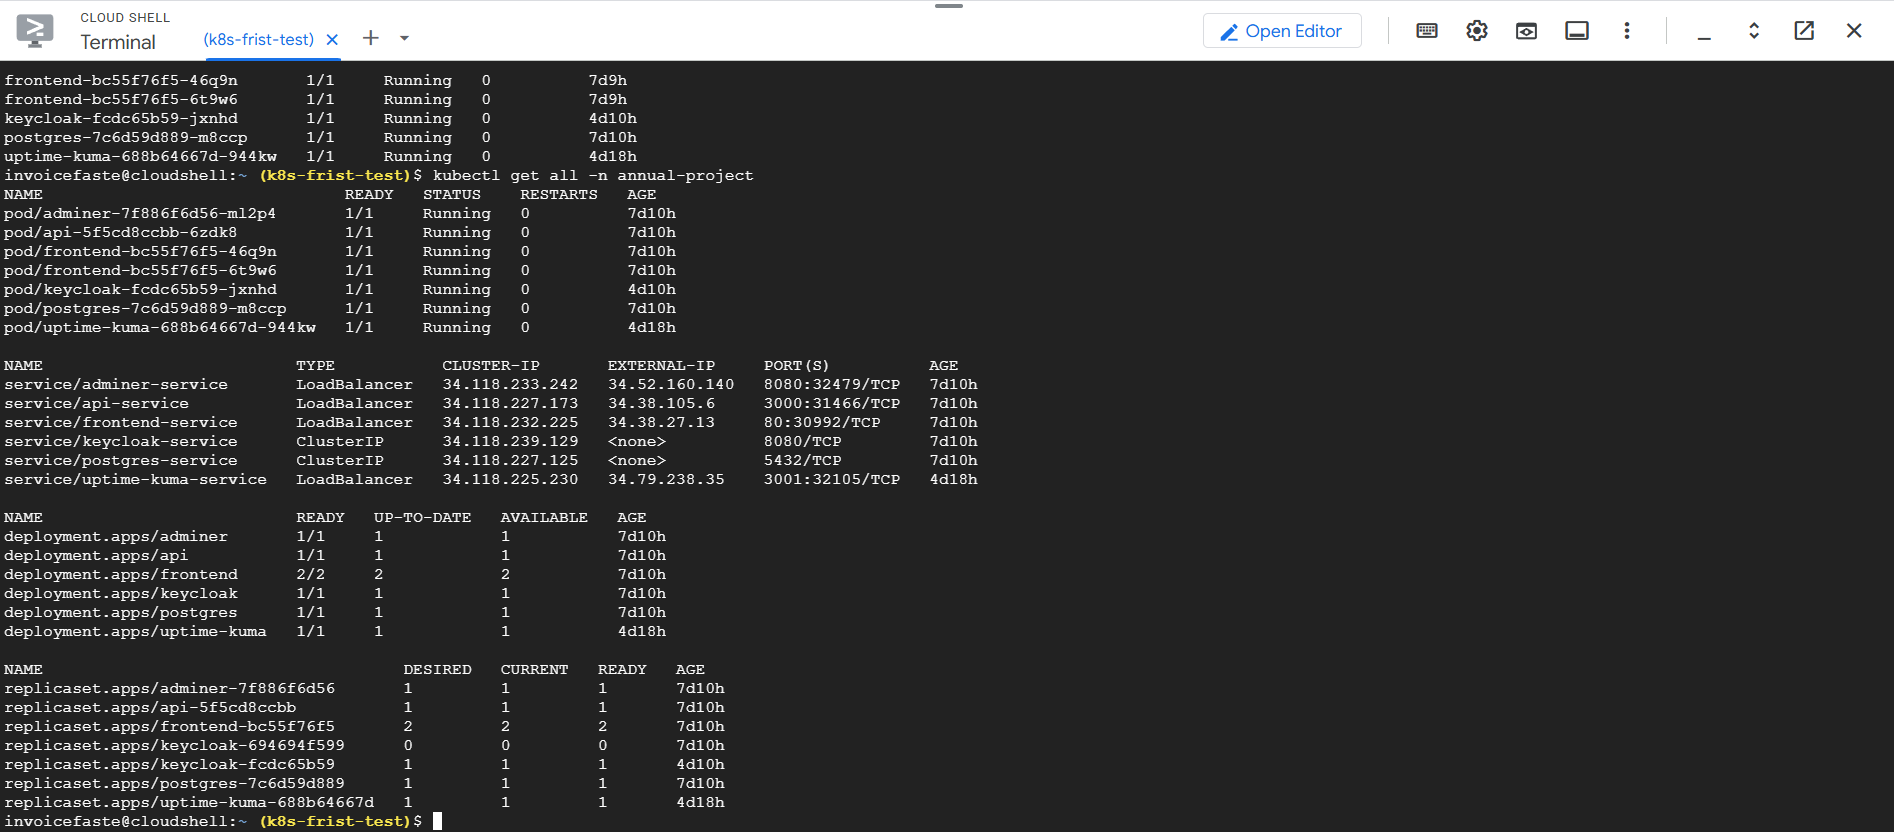 CLOUD SHELL
Terminal
(k8s-frist-test)
Open Editor
frontend-bc55f76f5-46q9n 1/1 Running 0 7d9h
frontend-bc55f76f5-6t9w6 1/1 Running 0 7d9h
keycloak-fcdc65b59-jxnhd 1/1 Running 0 4d10h
postgres-7c6d59d889-m8ccp 1/1 Running 0 7d10h
uptime-kuma-688b64667d-944kw 1/1 Running 0 4d18h
invoicefaste@cloudshell:~ (k8s-frist-test)$ kubectl get all -n annual-project
NAME READY STATUS RESTARTS AGE
pod/adminer-7f886f6d56-ml2p4 1/1 Running 0 7d10h
pod/api-5f5cd8ccbb-6zdk8 1/1 Running 0 7d10h
pod/frontend-bc55f76f5-46q9n 1/1 Running 0 7d10h
pod/frontend-bc55f76f5-6t9w6 1/1 Running 0 7d10h
pod/keycloak-fcdc65b59-jxnhd 1/1 Running 0 4d10h
pod/postgres-7c6d59d889-m8ccp 1/1 Running 0 7d10h
pod/uptime-kuma-688b64667d-944kw 1/1 Running 0 4d18h
NAME TYPE CLUSTER-IP EXTERNAL-IP PORT(S) AGE
service/adminer-service LoadBalancer 34.118.233.242 34.52.160.140 8080:32479/TCP 7d10h
service/api-service LoadBalancer 34.118.227.173 34.38.105.6 3000:31466/TCP 7d10h
service/frontend-service LoadBalancer 34.118.232.225 34.38.27.13 80:30992/TCP 7d10h
service/keycloak-service ClusterIP 34.118.239.129 <none> 8080/TCP 7d10h
service/postgres-service ClusterIP 34.118.227.125 <none> 5432/TCP 7d10h
service/uptime-kuma-service LoadBalancer 34.118.225.230 34.79.238.35 3001:32105/TCP 4d18h
NAME READY UP-TO-DATE AVAILABLE AGE
deployment.apps/adminer 1/1 1 1 7d10h
deployment.apps/api 1/1 1 1 7d10h
deployment.apps/frontend 2/2 2 2 7d10h
deployment.apps/keycloak 1/1 1 1 7d10h
deployment.apps/postgres 1/1 1 1 7d10h
deployment.apps/uptime-kuma 1/1 1 1 4d18h
NAME DESIRED CURRENT READY AGE
replicaset.apps/adminer-7f886f6d56 1 1 1 7d10h
replicaset.apps/api-5f5cd8ccbb 1 1 1 7d10h
replicaset.apps/frontend-bc55f76f5 2 2 2 7d10h
replicaset.apps/keycloak-694694f599 0 0 0 7d10h
replicaset.apps/keycloak-fcdc65b59 1 1 1 4d10h
replicaset.apps/postgres-7c6d59d889 1 1 1 7d10h
replicaset.apps/uptime-kuma-688b64667d 1 1 1 4d18h
invoicefaste@cloudshell:~ (k8s-frist-test)$